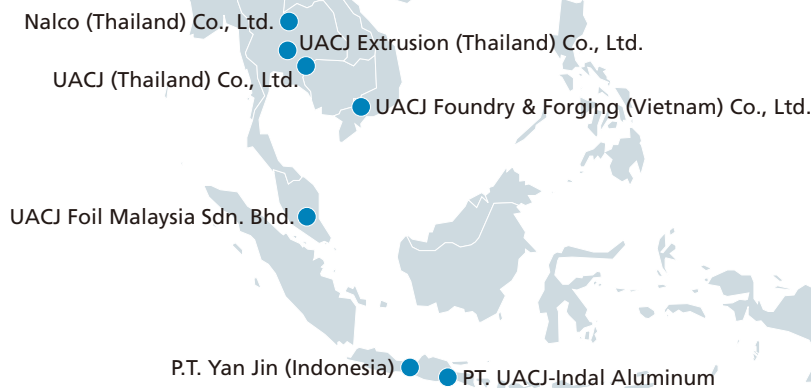 Nalco (Thailand) Co., Ltd.
UACJ Extrusion (Thailand) Co., Ltd.
UACJ (Thailand) Co., Ltd.
UACJ Foundry & Forging (Vietnam) Co., Ltd.
UACJ Foil Malaysia Sdn. Bhd.
P.T. Yan Jin (Indonesia)
PT. UACJ-Indal Aluminum